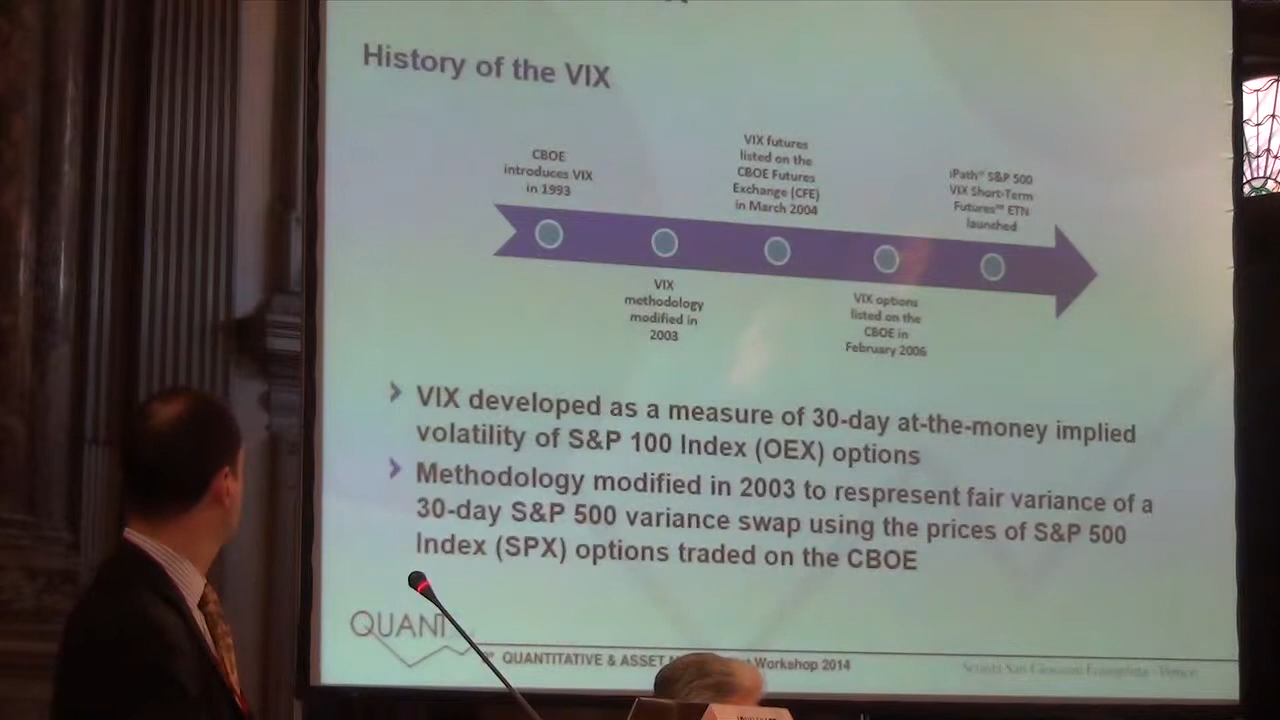 History of the VIX
CBOE
introduces VIX
in 1993
VIX
methodology
modified in
2003
VIX futures
listed on the
CBOE Futures
Exchange (CFE)
in March 2004
VIX options
listed on the
CBOE in
February 2006
iPath® S&P 500
VIX Short-Term
Futures™ ETN
launched
VIX developed as a measure of 30-day at-the-money implied
volatility of S&P 100 Index (OEX) options
Methodology modified in 2003 to respresent fair variance of a
30-day S&P 500 variance swap using the prices of S&P 500
Index (SPX) options traded on the CBOE
QUANT
QUANTITATIVE & ASSET Workshop 2014
San Giovanni Evangelista - Venice